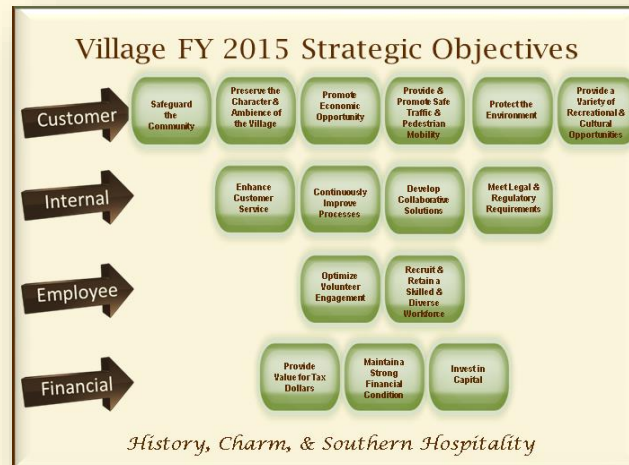 Village FY 2015 Strategic Objectives
Customer
Safeguard
the
Community
Preserve the
Character &
Ambience of
the Village
Promote
Economic
Opportunity
Provide &
Promote Safe
Traffic &
Pedestrian
Mobility
Protect the
Environment
Provide a
Variety of
Recreational &
Cultural
Opportunities
Internal
Enhance
Customer
Service
Continuously
Improve
Processes
Develop
Collaborative
Solutions
Meet Legal &
Regulatory
Requirements
Employee
Optimize
Volunteer
Engagement
Recruit &
Retain a
Skilled &
Diverse
Workforce
Financial
Provide
Value for Tax
Dollars
Maintain a
Strong
Financial
Condition
Invest in
Capital
History, Charm, & Southern Hospitality